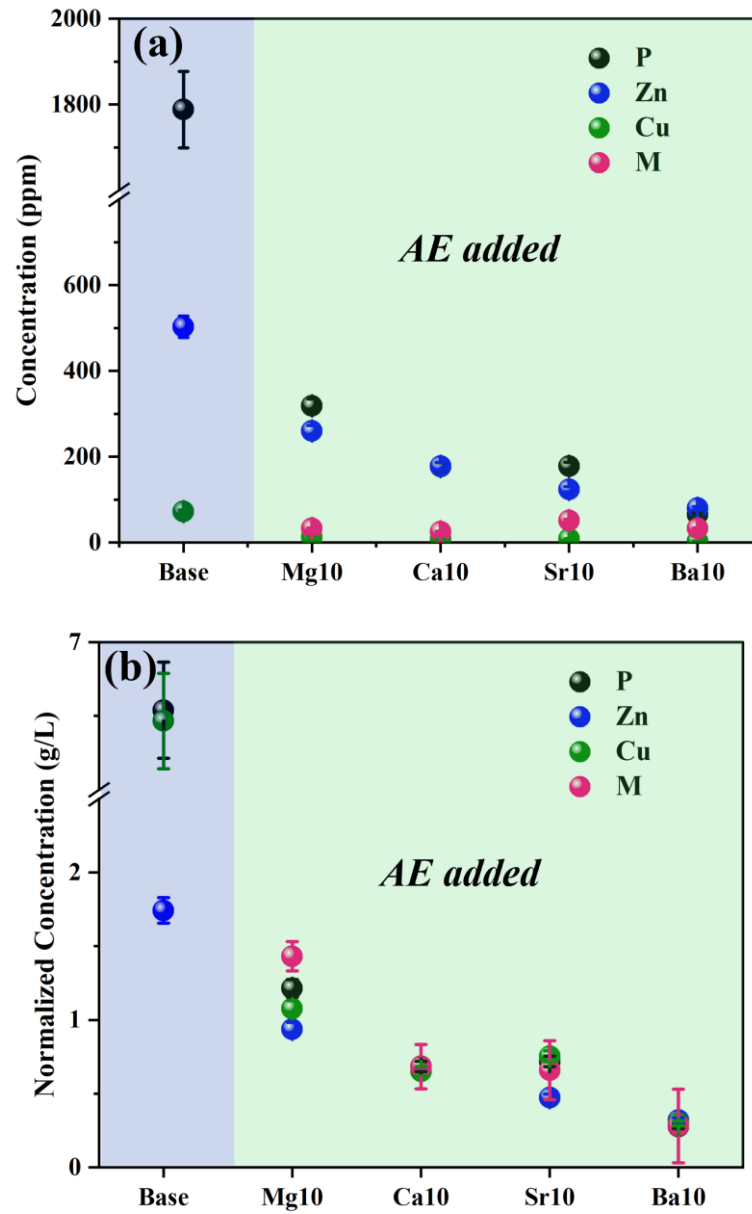 2000
(a)
P
Zn
1800
Cu
M
Concentration (ppm)
AE added
600
400
200
0
Base Mg10 Ca10 Sr10 Ba10
7
(b)
P
Zn
Cu
M
Normalized Concentration (g/L)
2
AE added
1
0
Base Mg10 Ca10 Sr10 Ba10